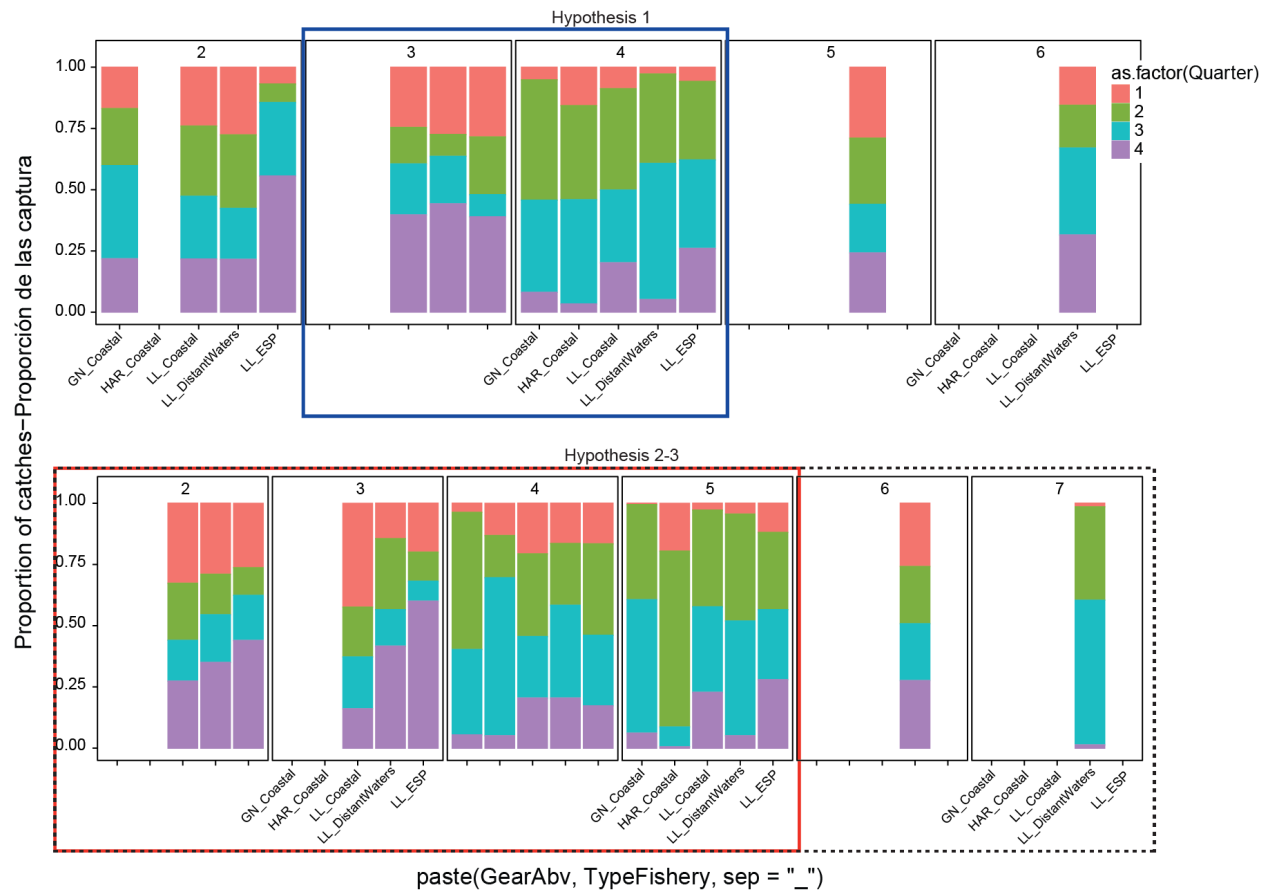 Hypothesis 1
2 3 4 5 6
as.factor(Quarter)
1
2
3
4
1.00
0.75
0.50
0.25
0.00
GN_Coastal
HAR_Coastal
LL_Coastal
LL_DistantWaters
LL_ESP
GN_Coastal
HAR_Coastal
LL_Coastal
LL_DistantWaters
LL_ESP
GN_Coastal
HAR_Coastal
LL_Coastal
LL_DistantWaters
LL_ESP
Proportion of catches−Proporción de las captura
Hypothesis 2-3
2 3 4 5 6 7
1.00
0.75
0.50
0.25
0.00
GN_Coastal
HAR_Coastal
LL_Coastal
LL_DistantWaters
LL_ESP
GN_Coastal
HAR_Coastal
LL_Coastal
LL_DistantWaters
LL_ESP
GN_Coastal
HAR_Coastal
LL_Coastal
LL_DistantWaters
LL_ESP
paste(GearAbv, TypeFishery, sep = "_")